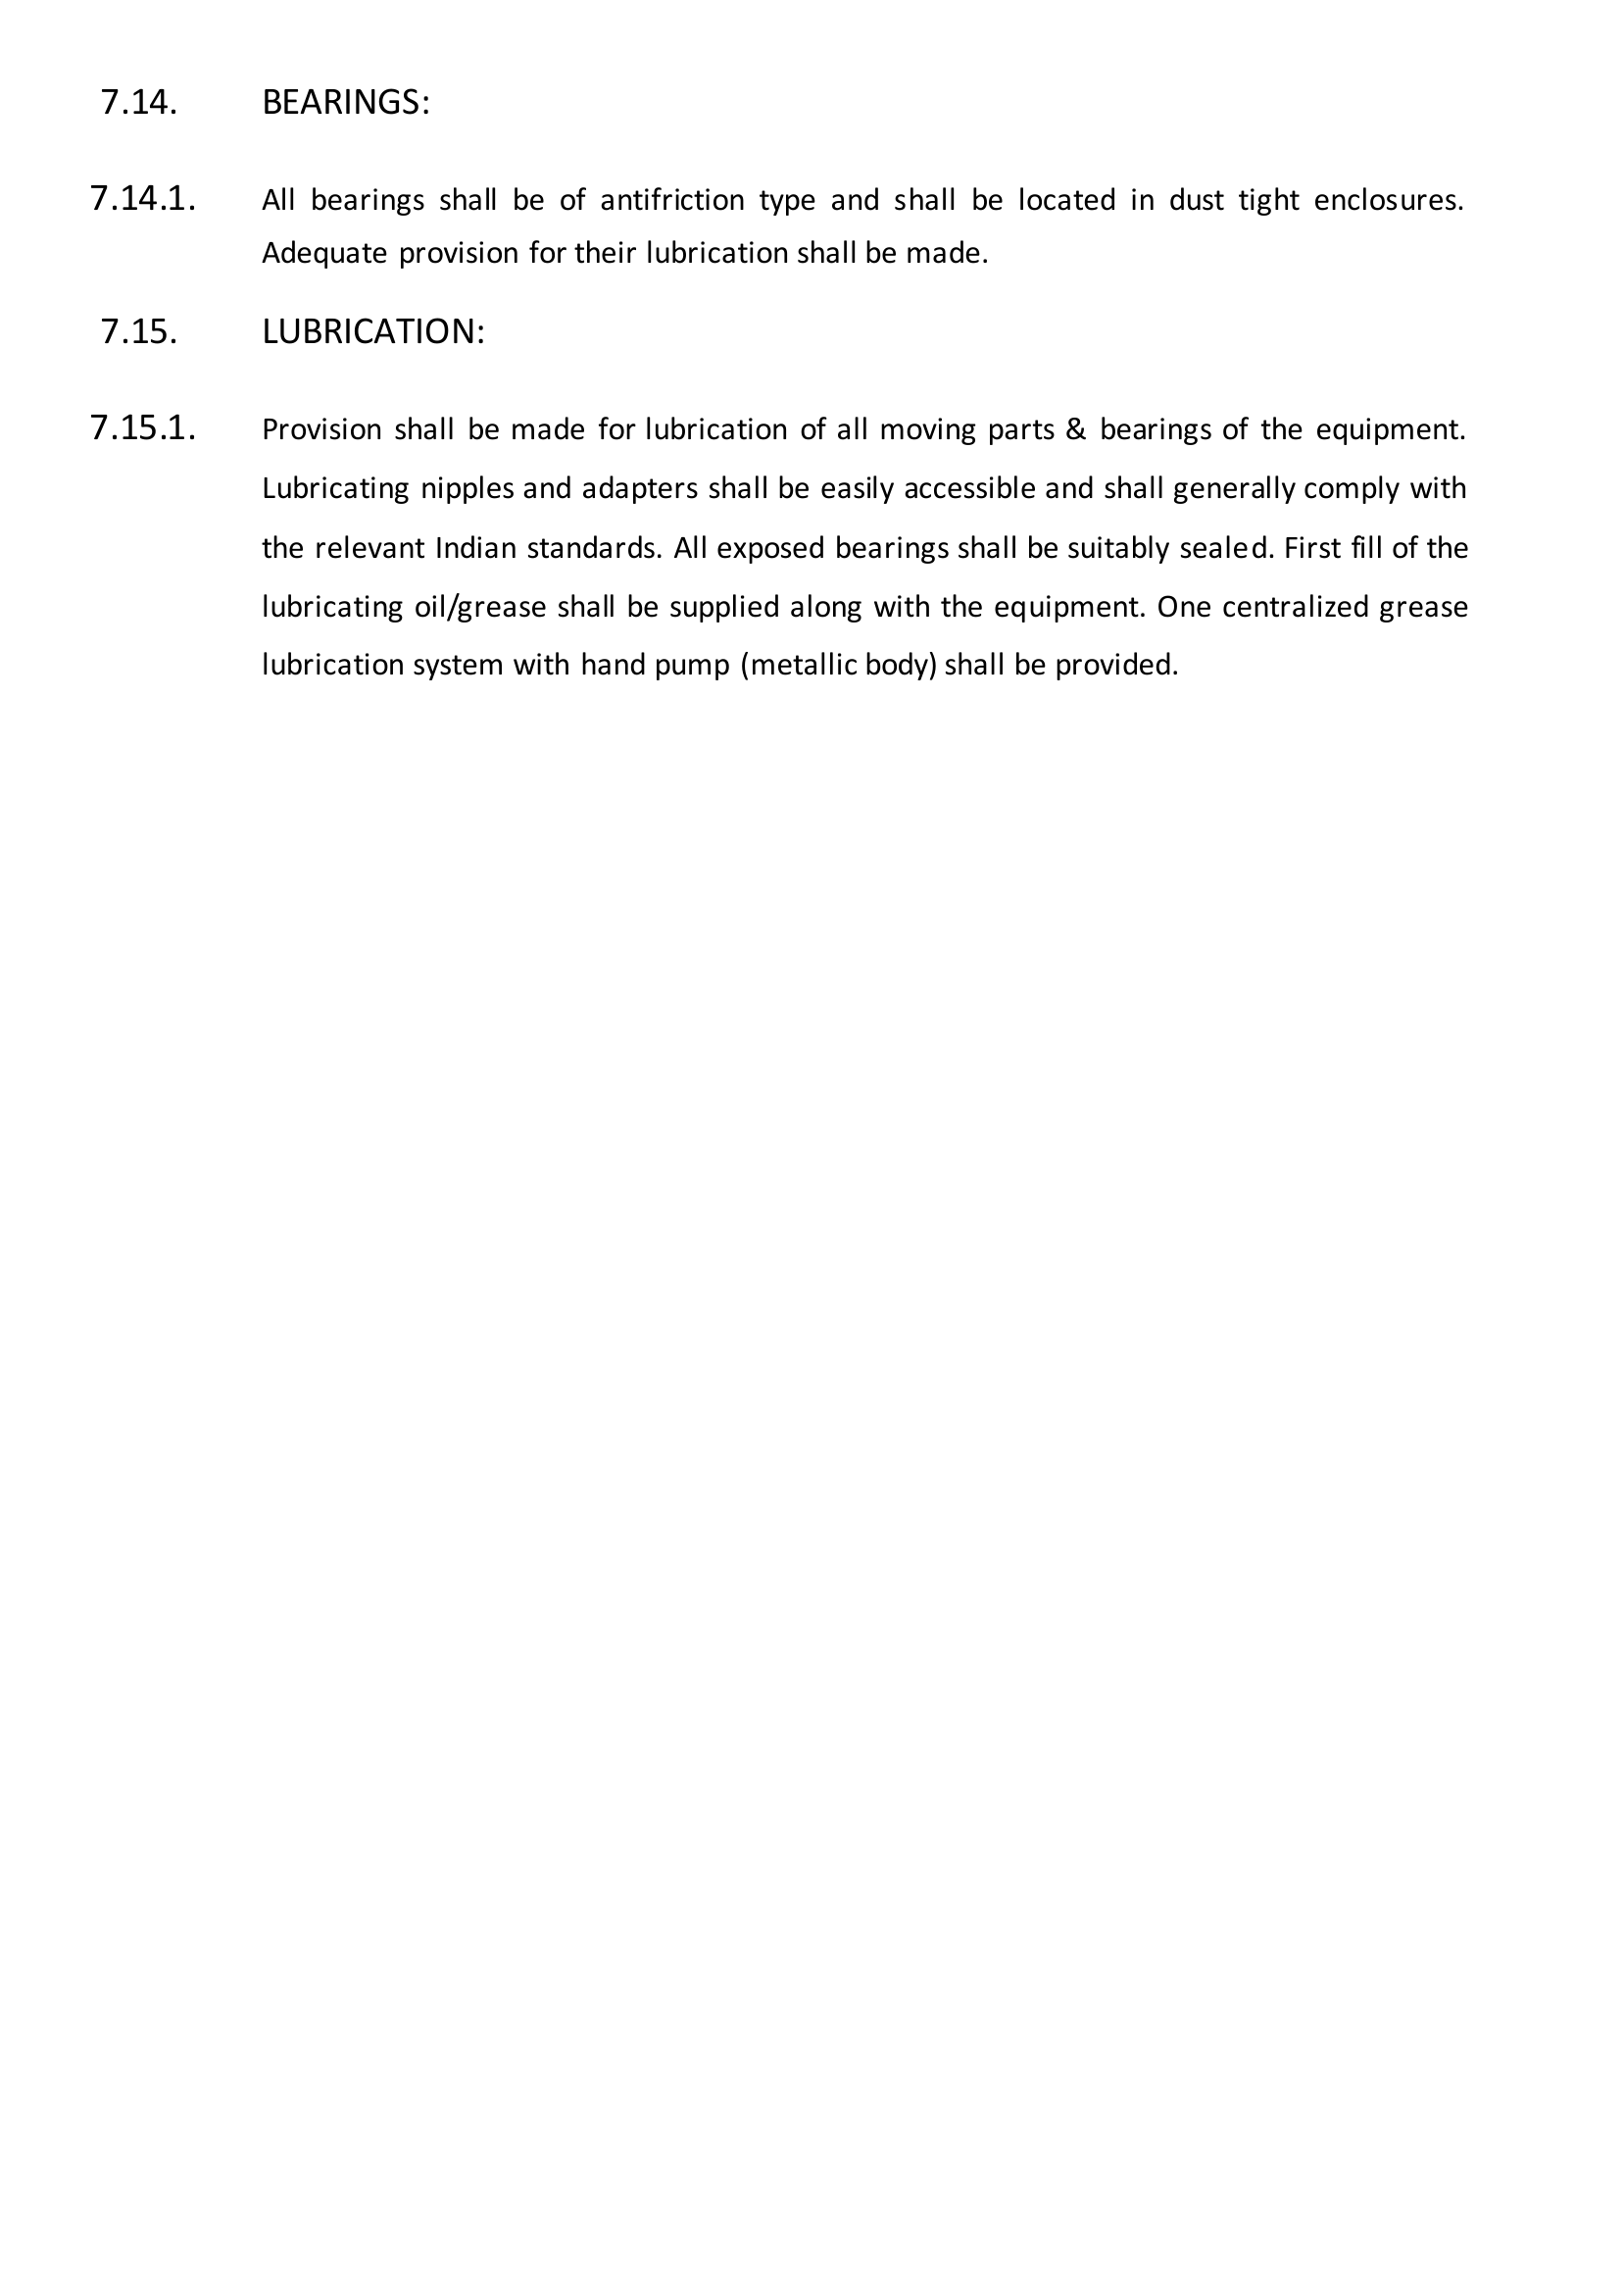 7.14. BEARINGS:
7.14.1. All bearings shall be of antifriction type and shall be located in dust tight enclosures.
Adequate provision for their lubrication shall be made.
7.15. LUBRICATION:
7.15.1. Provision shall be made for lubrication of all moving parts & bearings of the equipment.
Lubricating nipples and adapters shall be easily accessible and shall generally comply with
the relevant Indian standards. All exposed bearings shall be suitably sealed. First fill of the
lubricating oil/grease shall be supplied along with the equipment. One centralized grease
lubrication system with hand pump (metallic body) shall be provided.